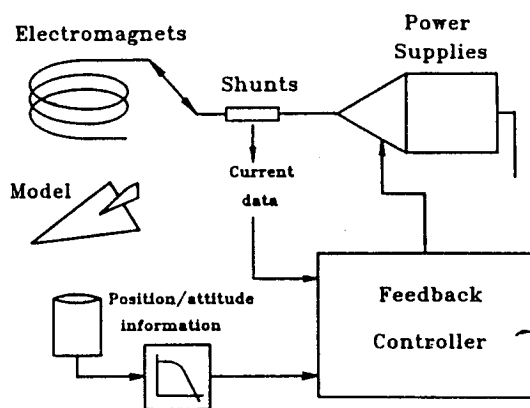 Electromagnets
Power
Supplies
Shunts
Current
data
Model
Position/attitude
information
Feedback
Controller